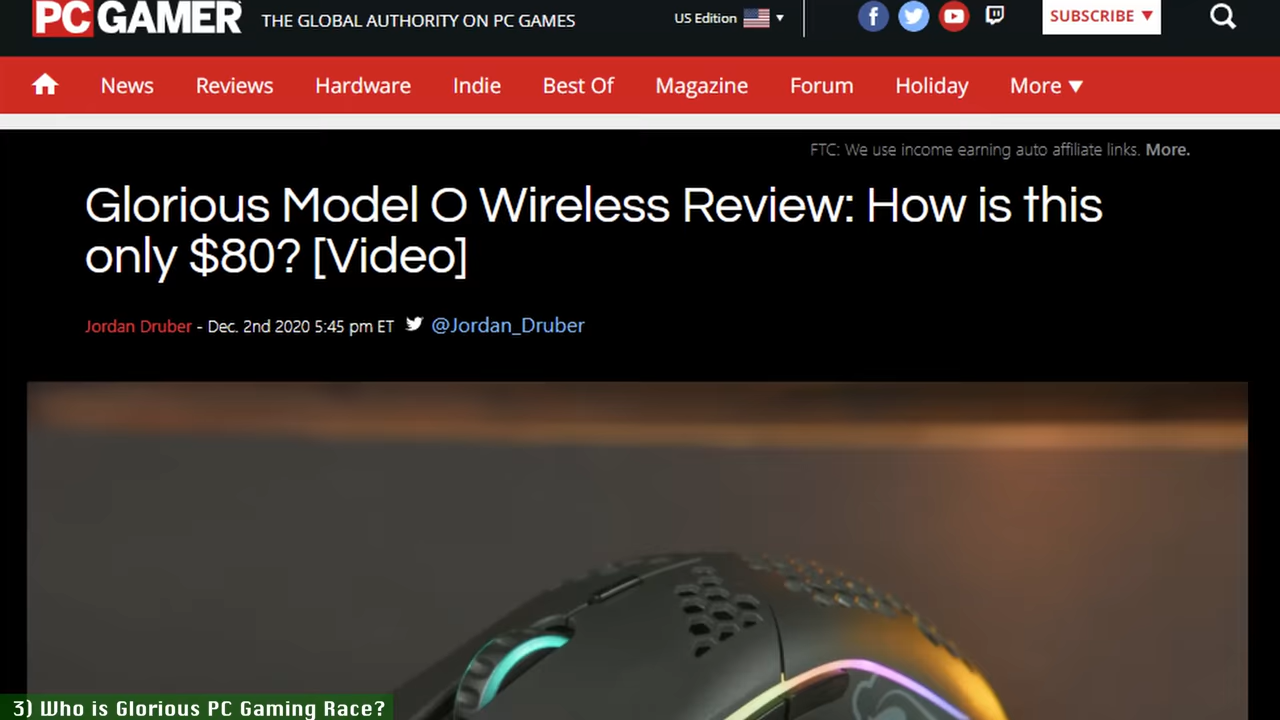 PC GAMER THE GLOBAL AUTHORITY ON PC GAMES US Edition ▼ SUBSCRIBE ▼
News Reviews Hardware Indie Best Of Magazine Forum Holiday More ▼
FTC: We use income earning auto affiliate links. More.
Glorious Model O Wireless Review: How is this
only $80? [Video]
Jordan Druber - Dec. 2nd 2020 5:45 pm ET @Jordan_Druber
3) Who is Glorious PC Gaming Race?